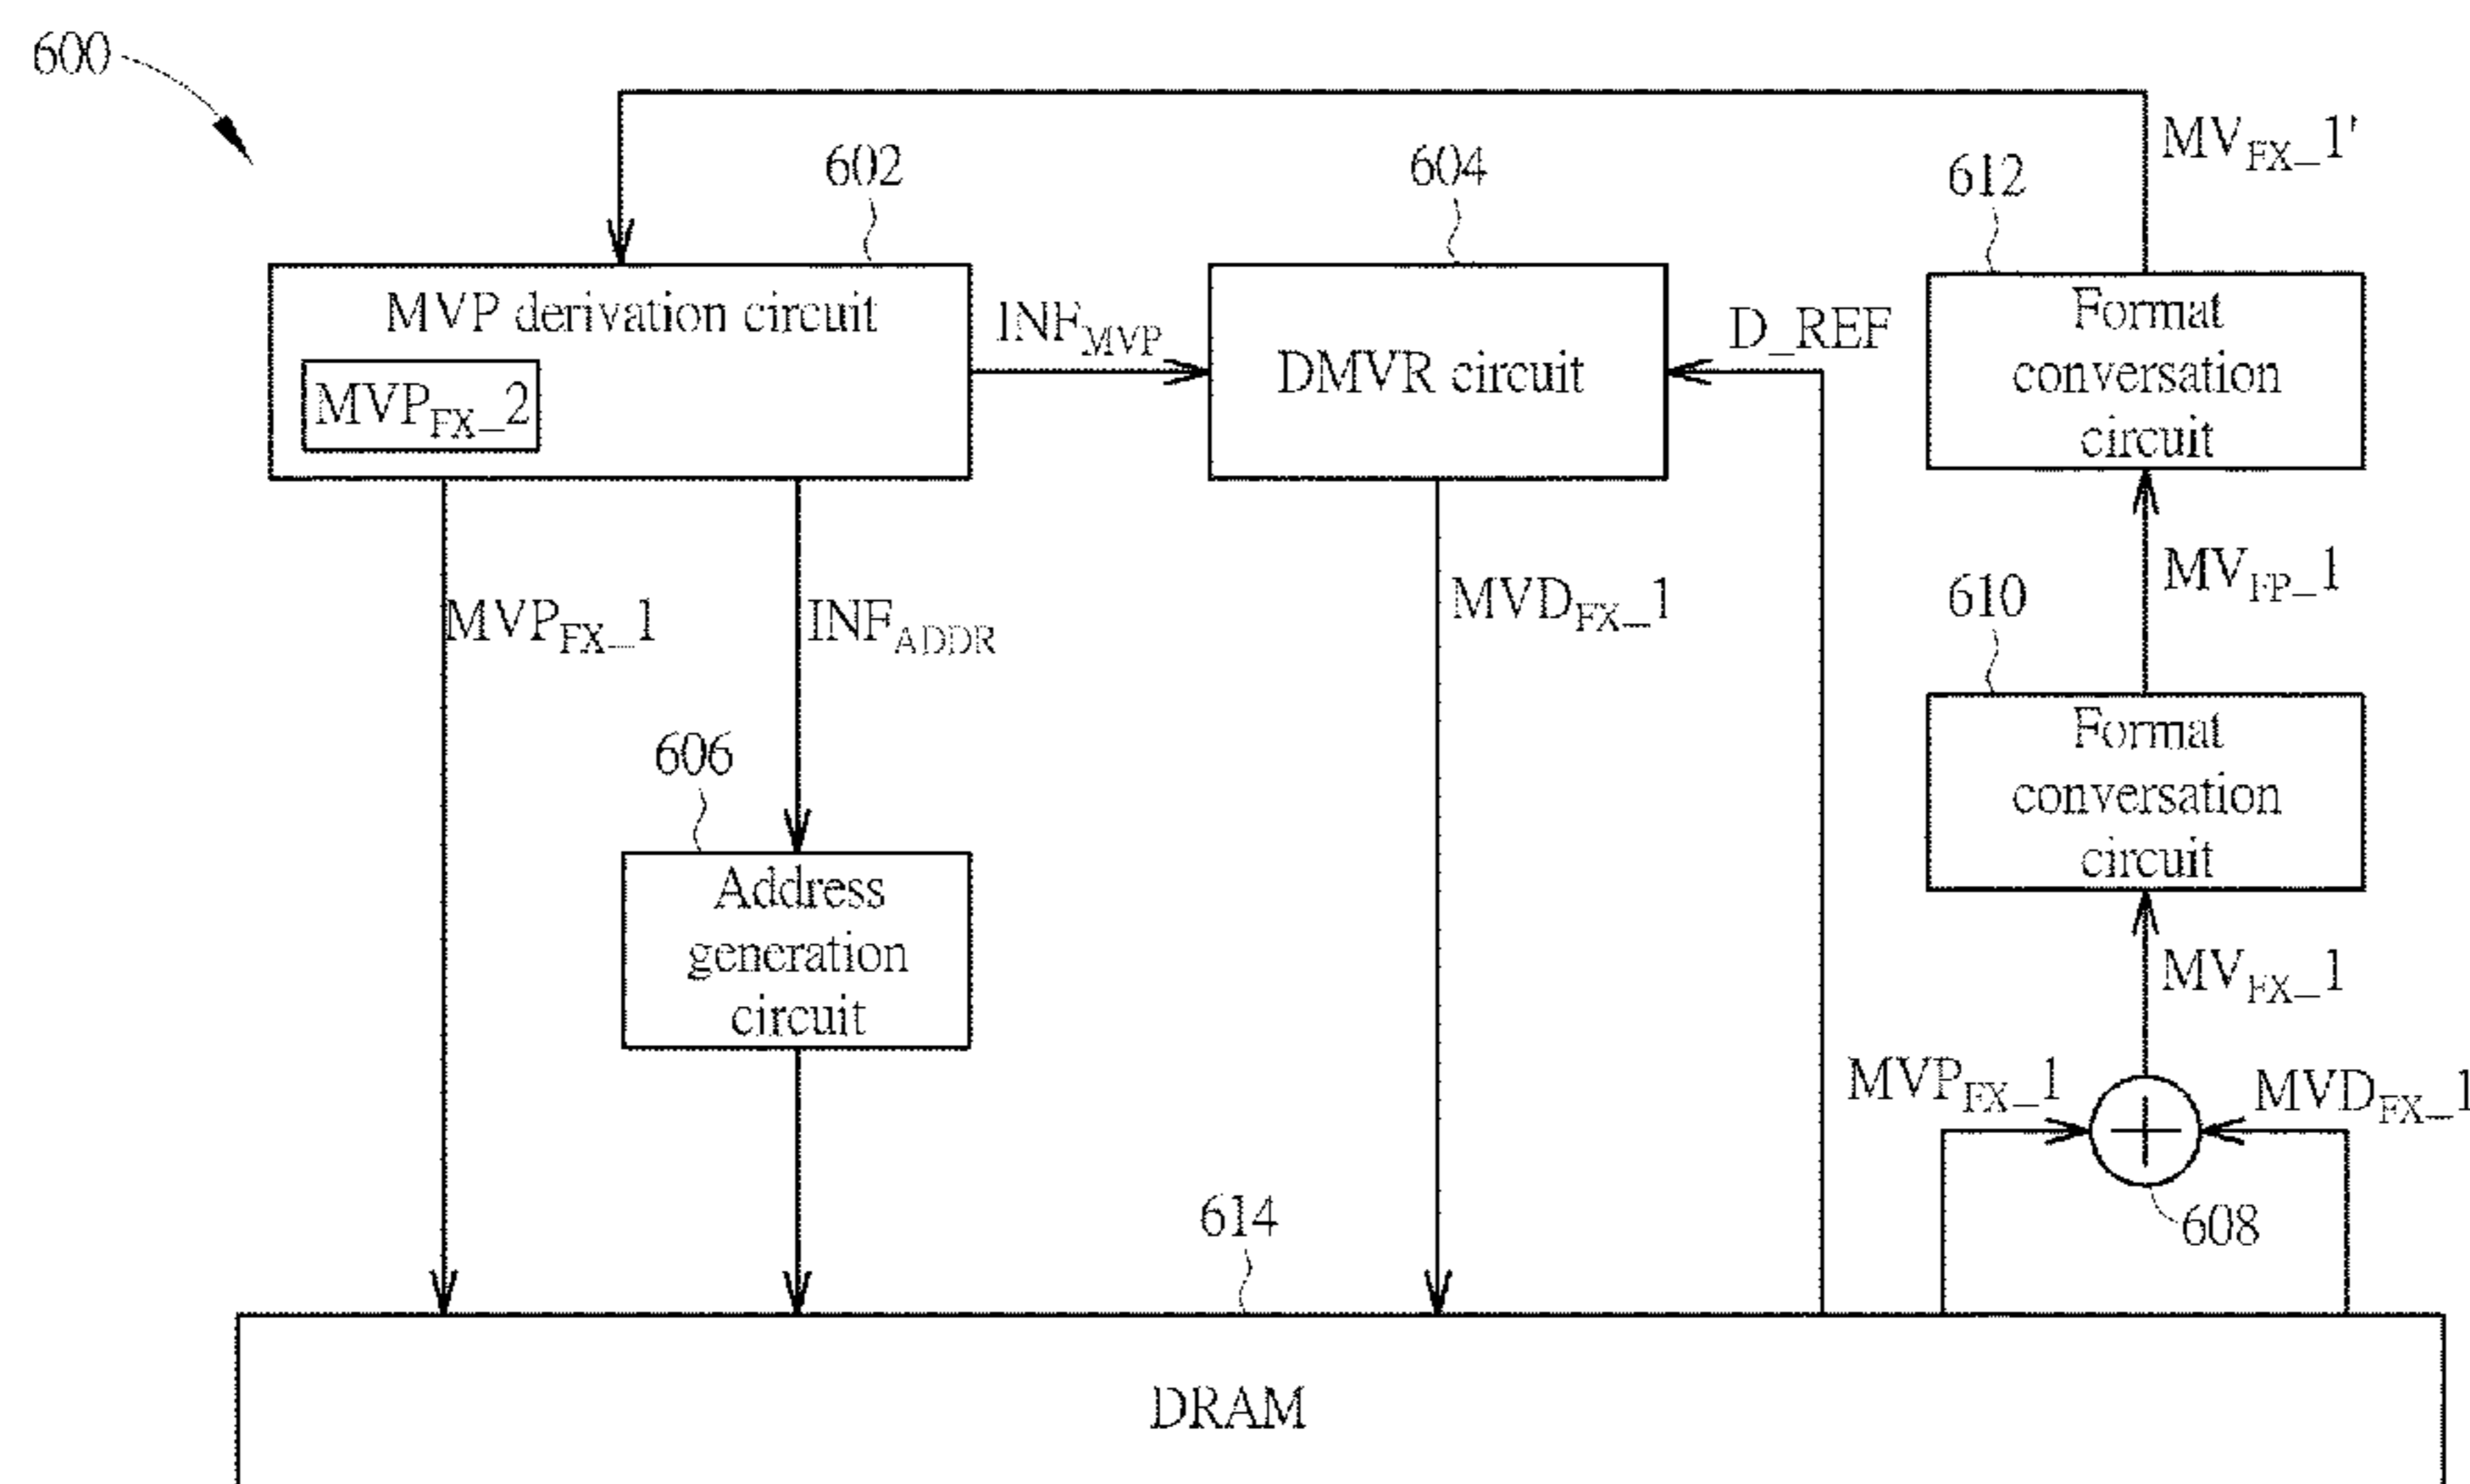 600
MV_FX_1'
602
604
612
MVP derivation circuit
MVP_FX_2
INF_MVP
DMVR circuit
D_REF
Format
conversation
circuit
MVP_FX_1
INF_ADDR
MVD_FX_1
MV_FP_1
610
Format
conversation
circuit
606
Address
generation
circuit
MV_FX_1
MVP_FX_1
MVD_FX_1
608
614
DRAM